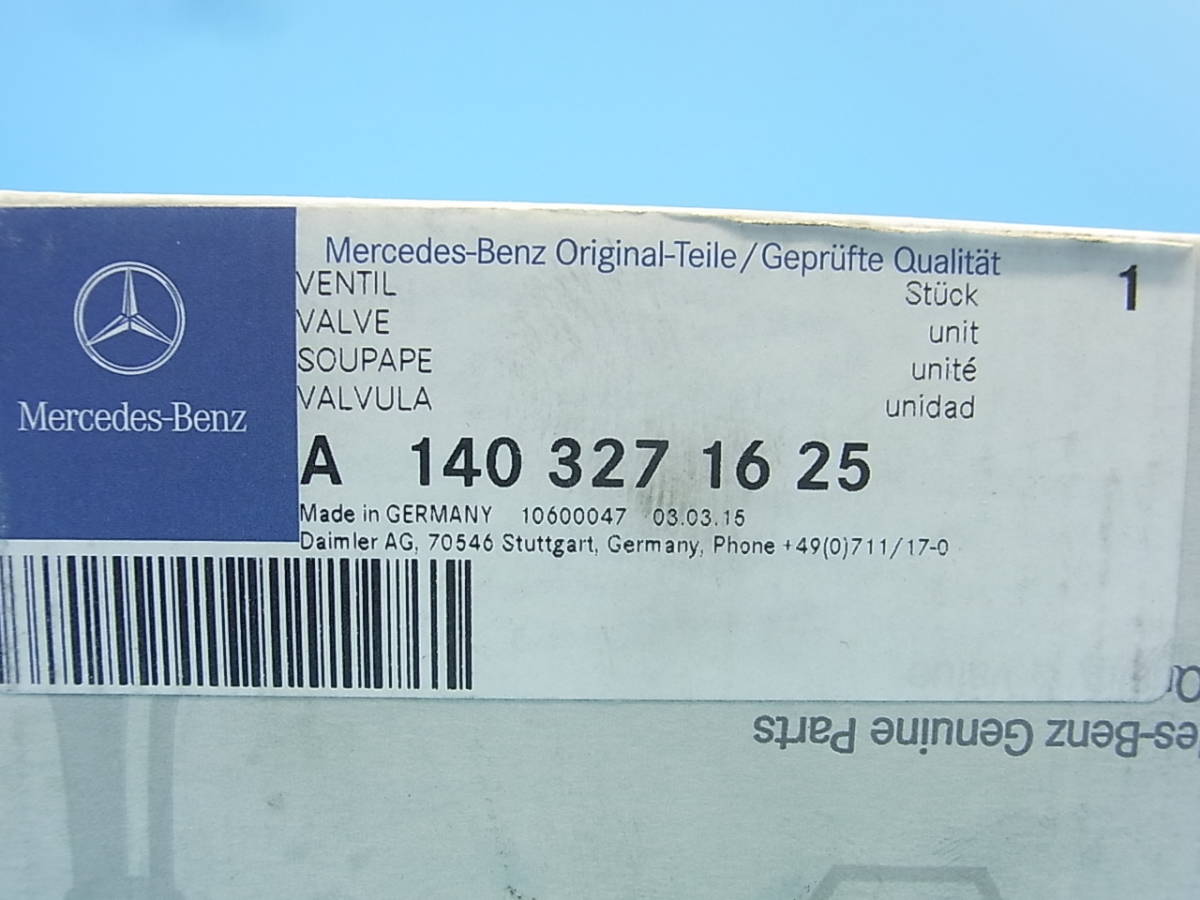 Mercedes-Benz
Mercedes-Benz Original-Teile/Geprüfte Qualität
VENTIL Stück 1
VALVE unit
SOUPAPE unité
VALVULA unidad
A 140 327 16 25
Made in GERMANY 10600047 03.03.15
Daimler AG, 70546 Stuttgart, Germany, Phone +49(0)711/17-0
es-Benz Genuine Parts